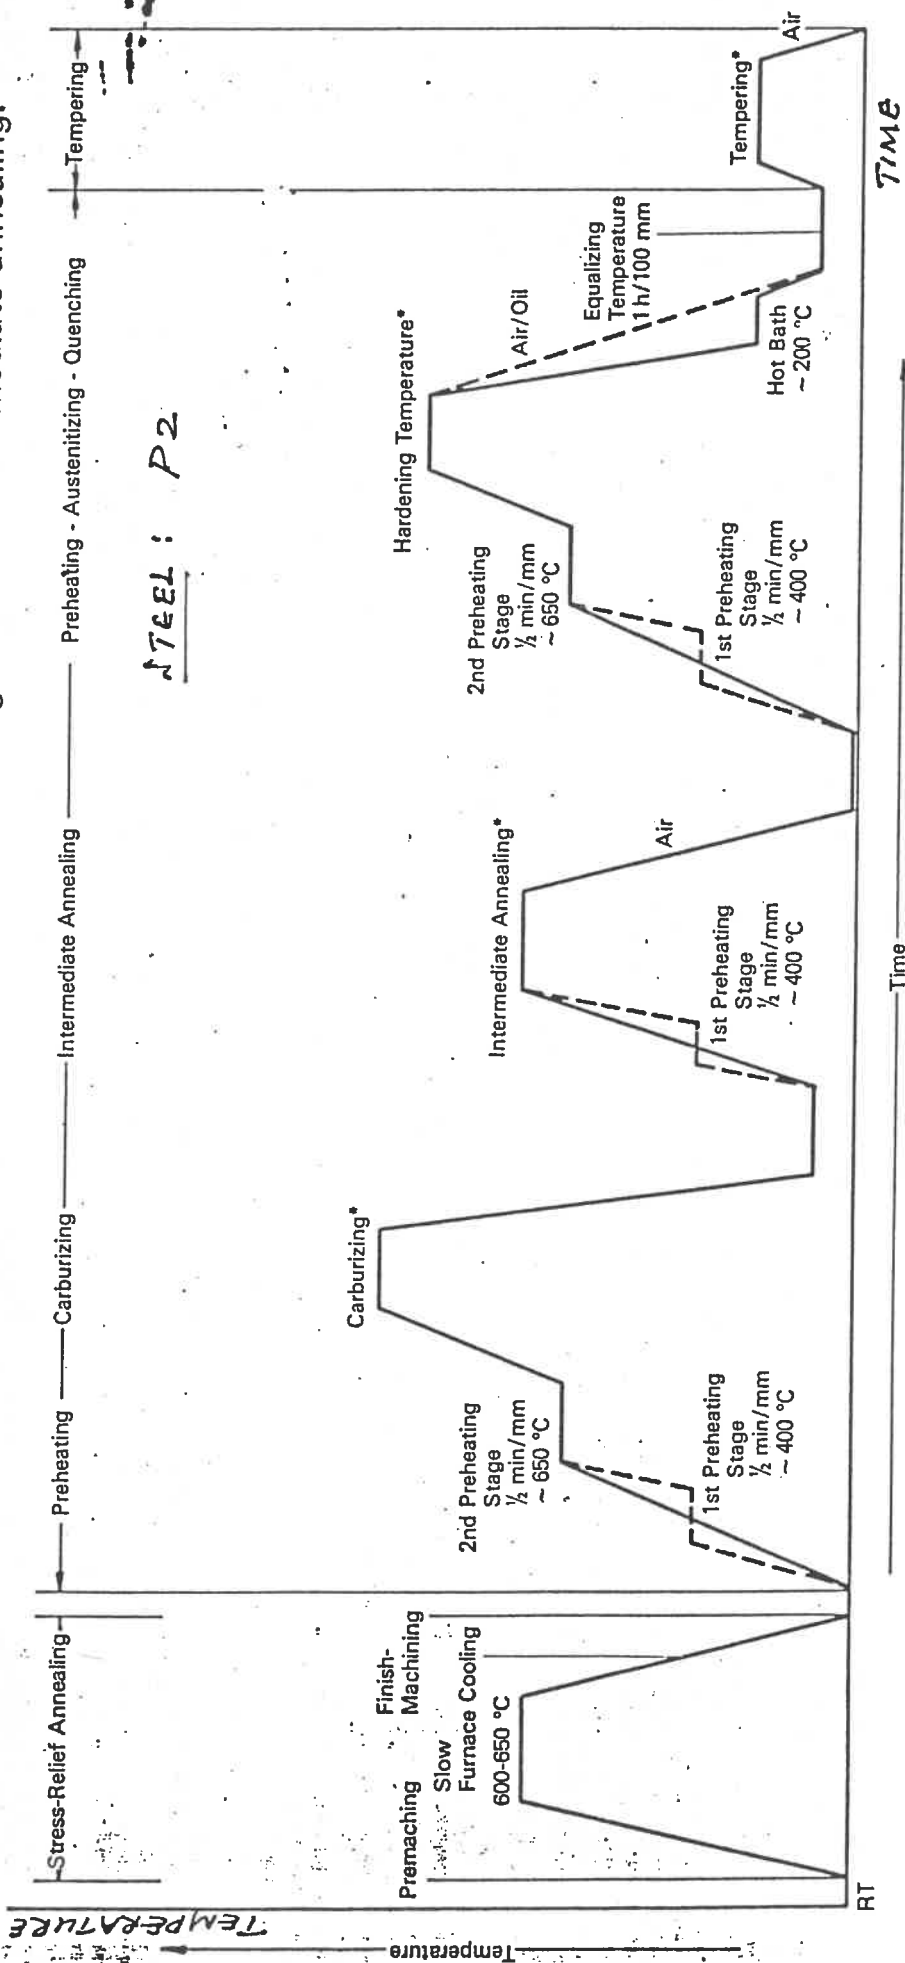 mediate annealing.
Stress-Relief Annealing
Preheating
Carburizing
Intermediate Annealing
Preheating - Austenitizing - Quenching
Tempering
STEEL: P2
TEMPERATURE
Temperature
Premaching
Finish-
Machining
Slow
Furnace Cooling
600-650 °C
RT
2nd Preheating
Stage
½ min/mm
~ 650 °C
1st Preheating
Stage
½ min/mm
~ 400 °C
Carburizing*
Intermediate Annealing*
1st Preheating
Stage
½ min/mm
~ 400 °C
Air
2nd Preheating
Stage
½ min/mm
~ 650 °C
1st Preheating
Stage
½ min/mm
~ 400 °C
Hardening Temperature*
Air/Oil
Hot Bath
~ 200 °C
Equalizing
Temperature
1 h/100 mm
Tempering*
Air
Time
TIME